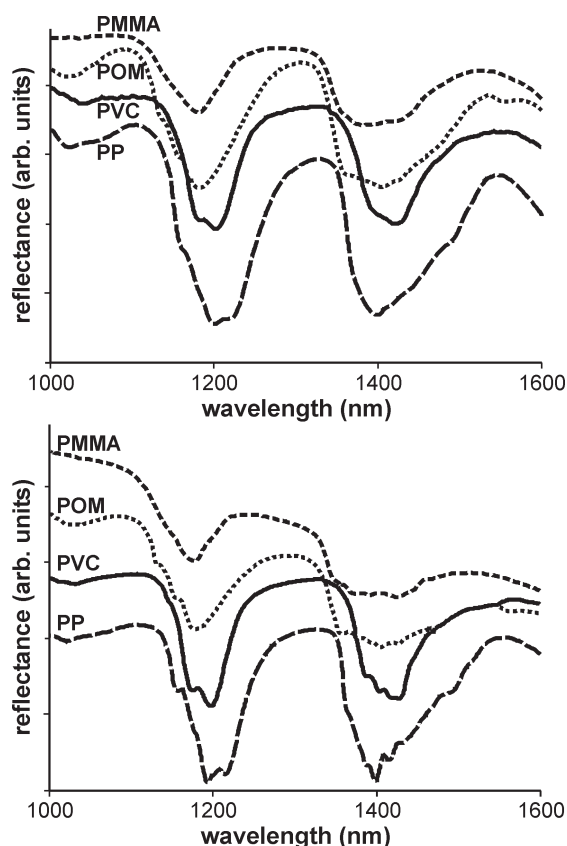 PMMA
POM
PVC
PP
reflectance (arb. units)
1000 1200 1400 1600
wavelength (nm)
PMMA
POM
PVC
PP
reflectance (arb. units)
1000 1200 1400 1600
wavelength (nm)